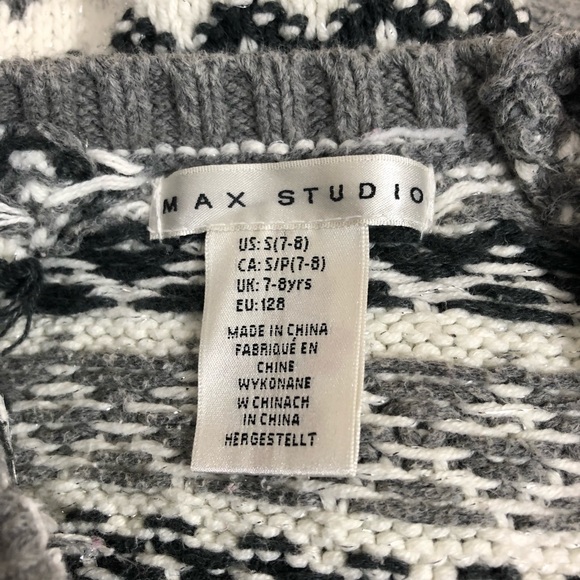 MAX STUDIO
US: S(7-8)
CA: S/P(7-8)
UK: 7-8yrs
EU: 128
MADE IN CHINA
FABRIQUÉ EN
CHINE
WYKONANE
W CHINACH
IN CHINA
HERGESTELLT